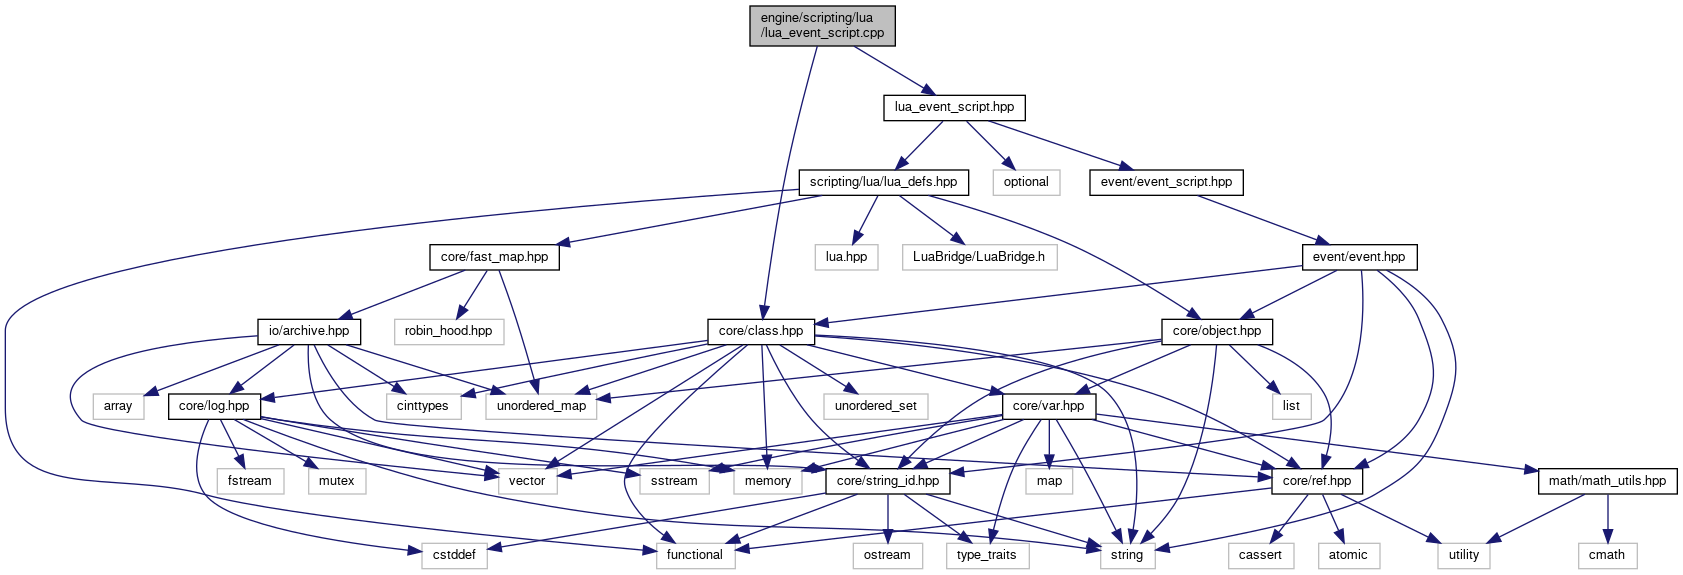 engine/scripting/lua
/lua_event_script.cpp
lua_event_script.hpp
scripting/lua/lua_defs.hpp
optional
event/event_script.hpp
core/fast_map.hpp
lua.hpp
LuaBridge/LuaBridge.h
event/event.hpp
io/archive.hpp
robin_hood.hpp
core/class.hpp
core/object.hpp
array
core/log.hpp
cinttypes
unordered_map
unordered_set
core/var.hpp
list
fstream
mutex
vector
sstream
memory
core/string_id.hpp
map
core/ref.hpp
math/math_utils.hpp
cstddef
functional
ostream
type_traits
string
cassert
atomic
utility
cmath